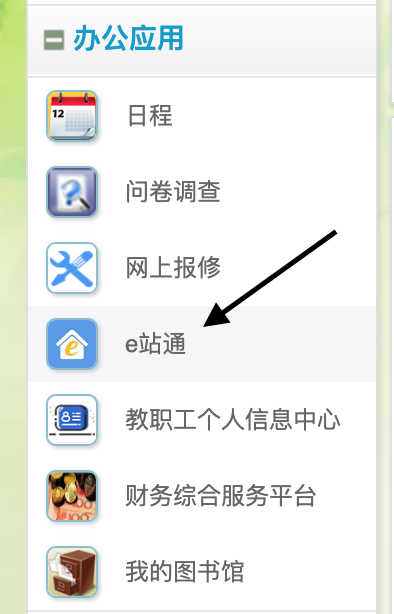 办公应用
12
日程
问卷调查
网上报修
e站通
教职工个人信息中心
财务综合服务平台
我的图书馆